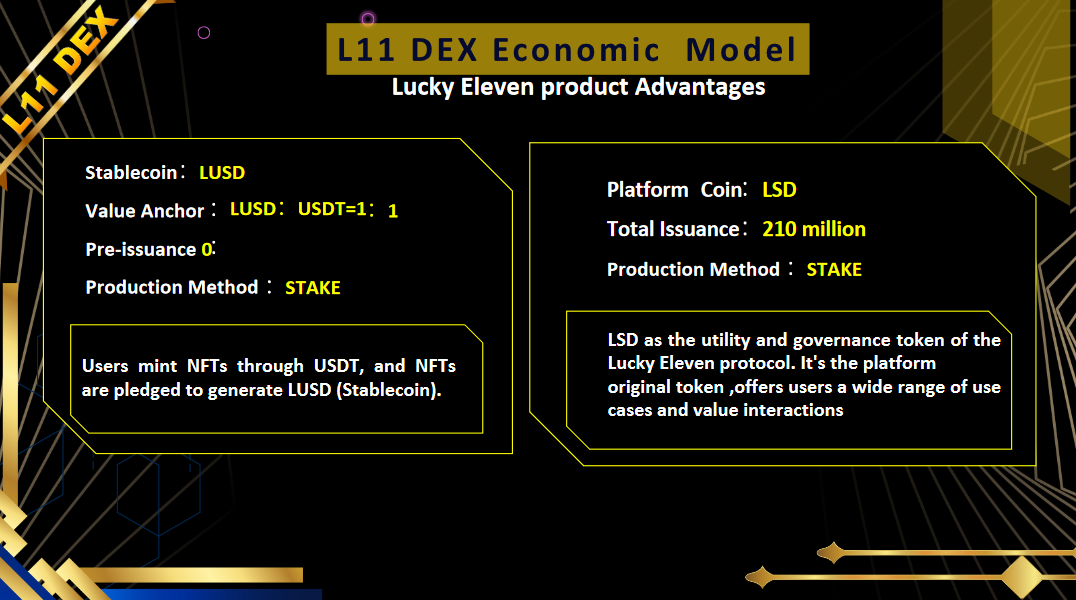 L11 DEX
L11 DEX Economic Model
Lucky Eleven product Advantages
Stablecoin: LUSD
Value Anchor: LUSD: USDT=1: 1
Pre-issuance 0:
Production Method: STAKE
Users mint NFTs through USDT, and NFTs
are pledged to generate LUSD (Stablecoin).
Platform Coin: LSD
Total Issuance: 210 million
Production Method: STAKE
LSD as the utility and governance token of the
Lucky Eleven protocol. It's the platform
original token ,offers users a wide range of use
cases and value interactions